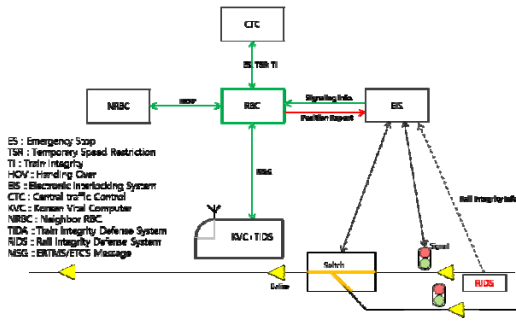 CTC
ES, TSR, TI
NRBC
HOV
RBC
Signaling Info.
Position Report
EIS
ES : Emergency Stop
TSR : Temporary Speed Restriction
TI : Train Integrity
HOV : Handing Over
EIS : Electronic Interlocking System
CTC : Central traffic Control
KVC : Korean Vital Computer
NRBC : Neighbor RBC
TIDA : Train Integrity Defense System
RIDS : Rail Integrity Defense System
MSG : ERTMS/ETCS Message
MSG
Rail Integrity Info
KVC + TIDS
Switch
Signal
Balise
RIDS